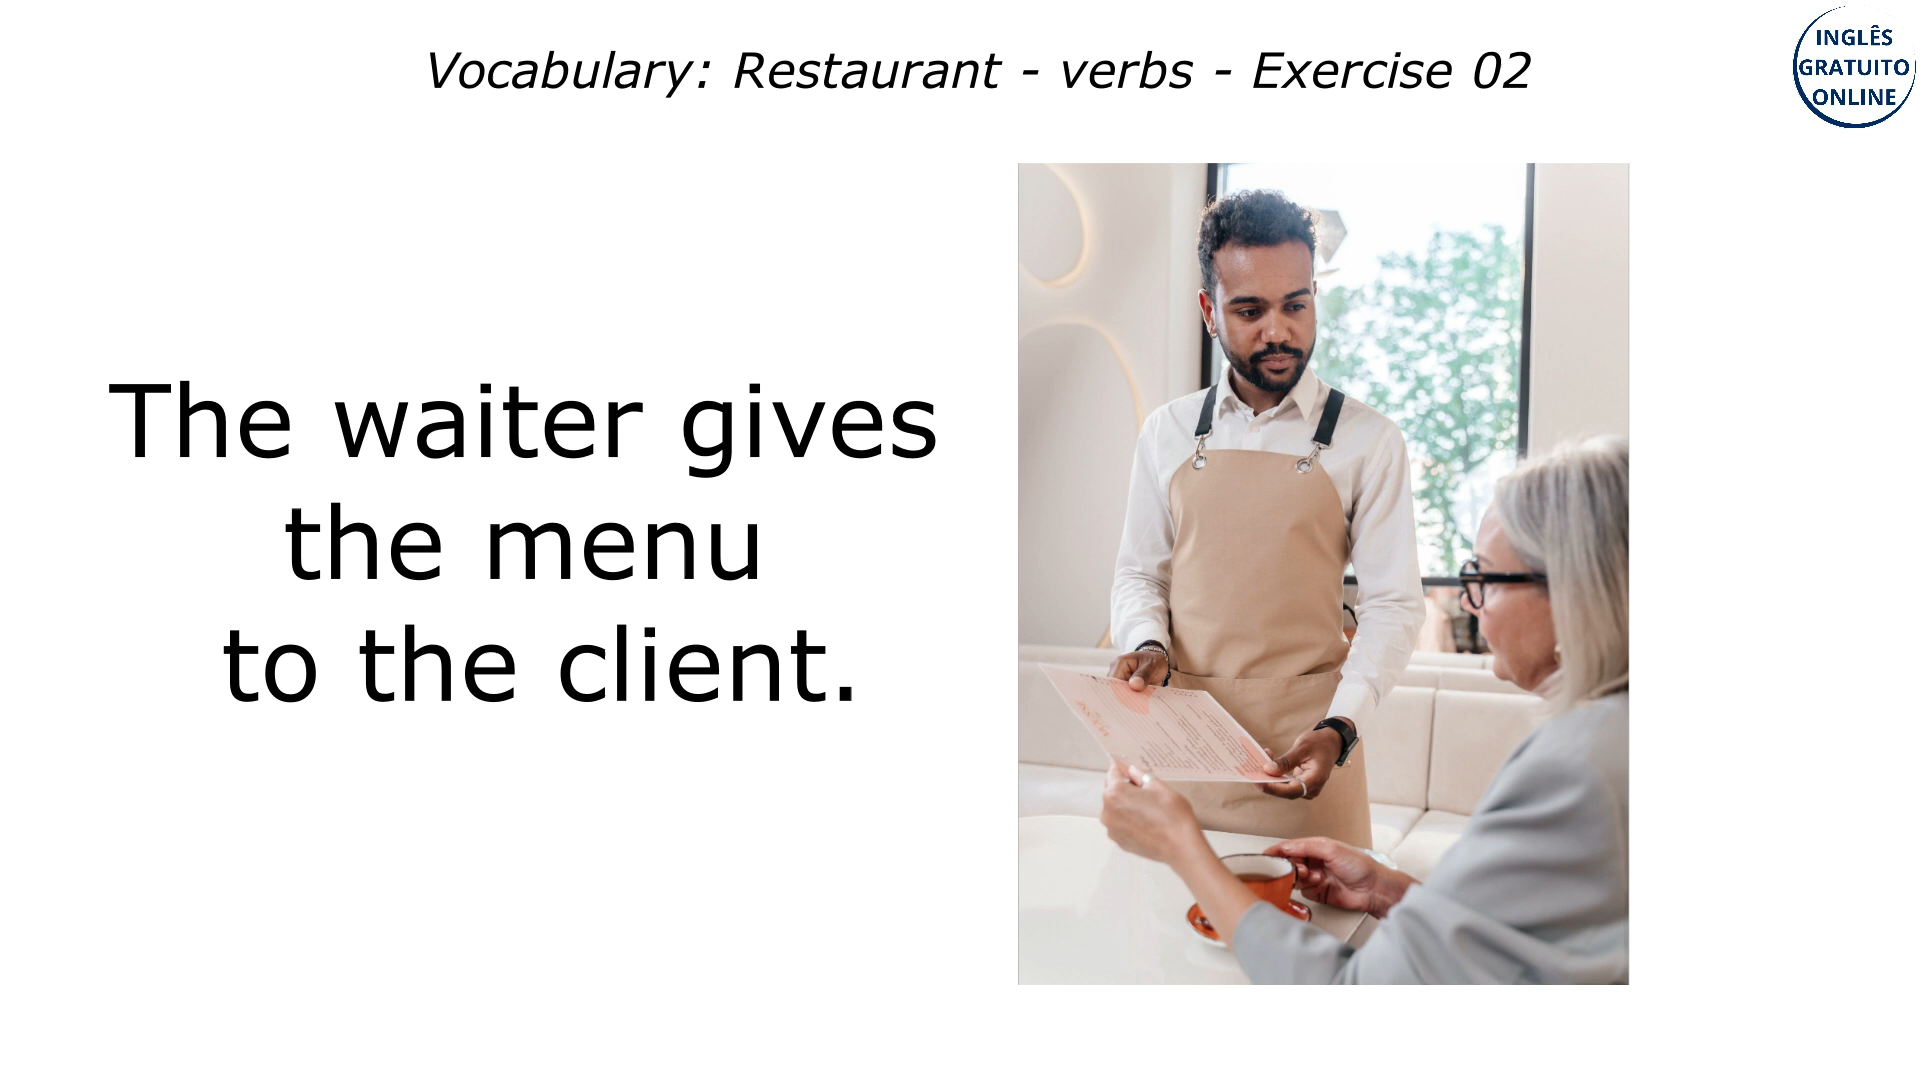 Vocabulary: Restaurant - verbs - Exercise 02
INGLÊS
GRATUITO
ONLINE
The waiter gives
the menu
to the client.